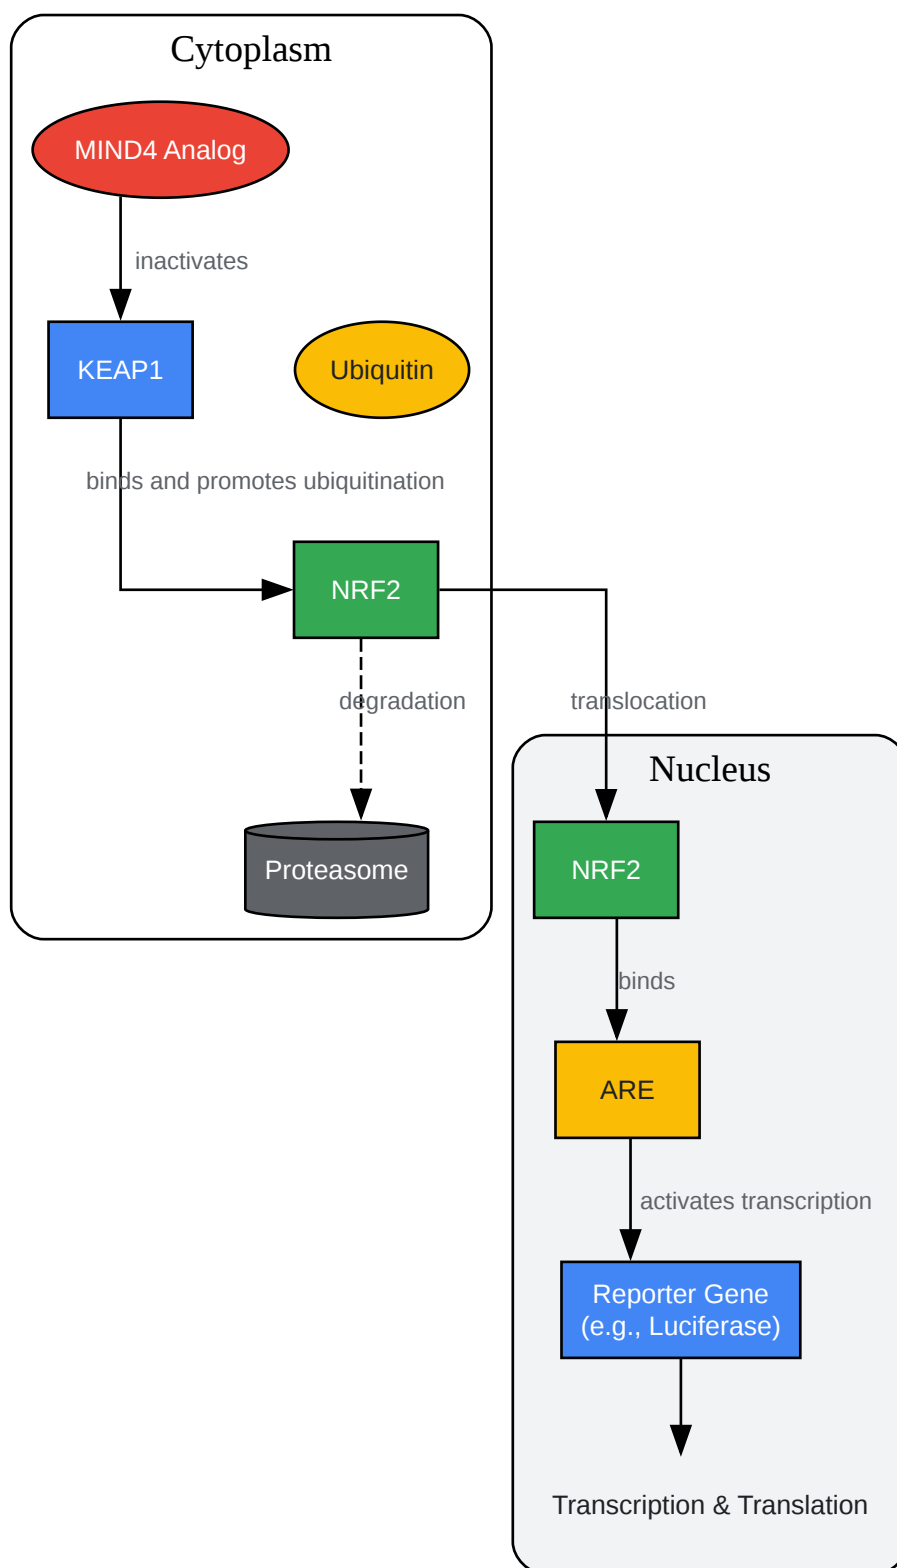 Cytoplasm
MIND4 Analog
inactivates
KEAP1
Ubiquitin
binds and promotes ubiquitination
NRF2
degradation
translocation
Nucleus
Proteasome
NRF2
binds
ARE
activates transcription
Reporter Gene
(e.g., Luciferase)
Transcription & Translation